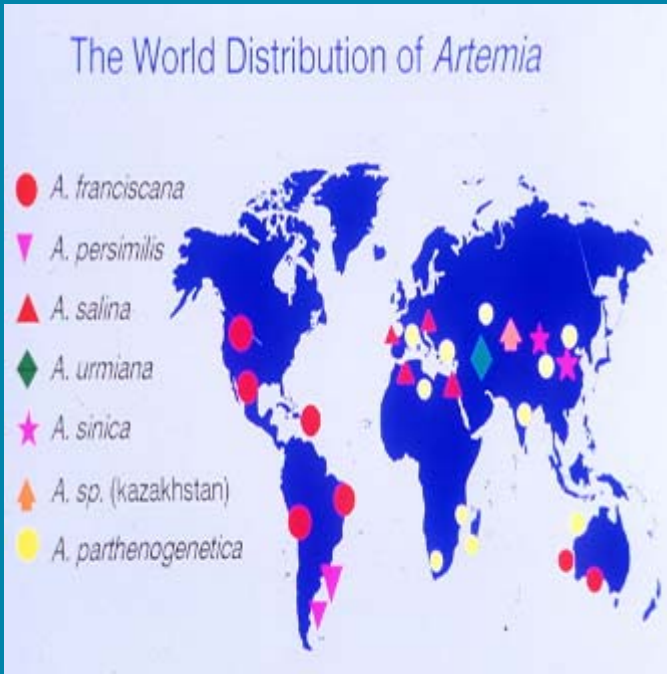 The World Distribution of Artemia
A. franciscana
A. persimilis
A. salina
A. urmiana
A. sinica
A. sp. (kazakhstan)
A. parthenogenetica